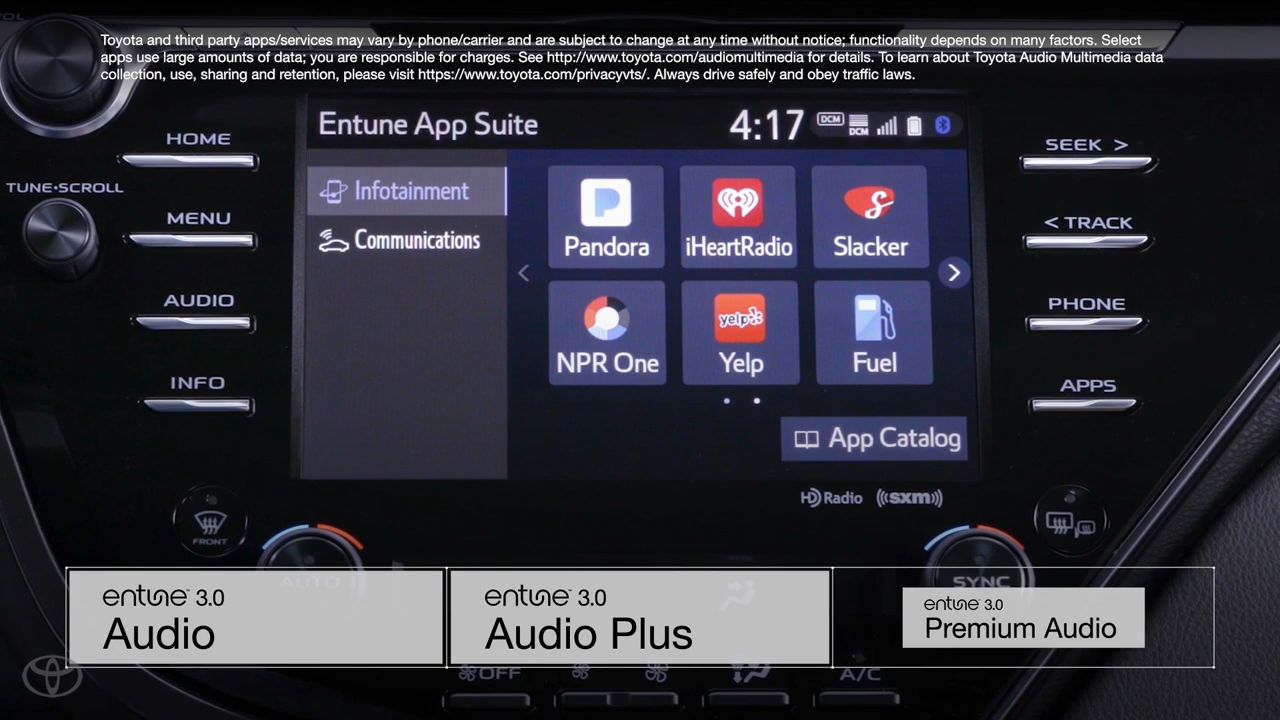 Toyota and third party apps/services may vary by phone/carrier and are subject to change at any time without notice; functionality depends on many factors. Select
apps use large amounts of data; you are responsible for charges. See http://www.toyota.com/audiomultimedia for details. To learn about Toyota Audio Multimedia data
collection, use, sharing and retention, please visit https://www.toyota.com/privacyvts/. Always drive safely and obey traffic laws.
HOME
TUNE•SCROLL
MENU
AUDIO
INFO
Entune App Suite
4:17
DCM
DCM
Infotainment
Communications
Pandora
iHeartRadio
Slacker
NPR One
yelp
Yelp
Fuel
App Catalog
HD Radio
((sxm))
SEEK >
< TRACK
PHONE
APPS
FRONT
AUTO
SYNC
entune™ 3.0
Audio
entune™ 3.0
Audio Plus
entune™ 3.0
Premium Audio
OFF
A/C